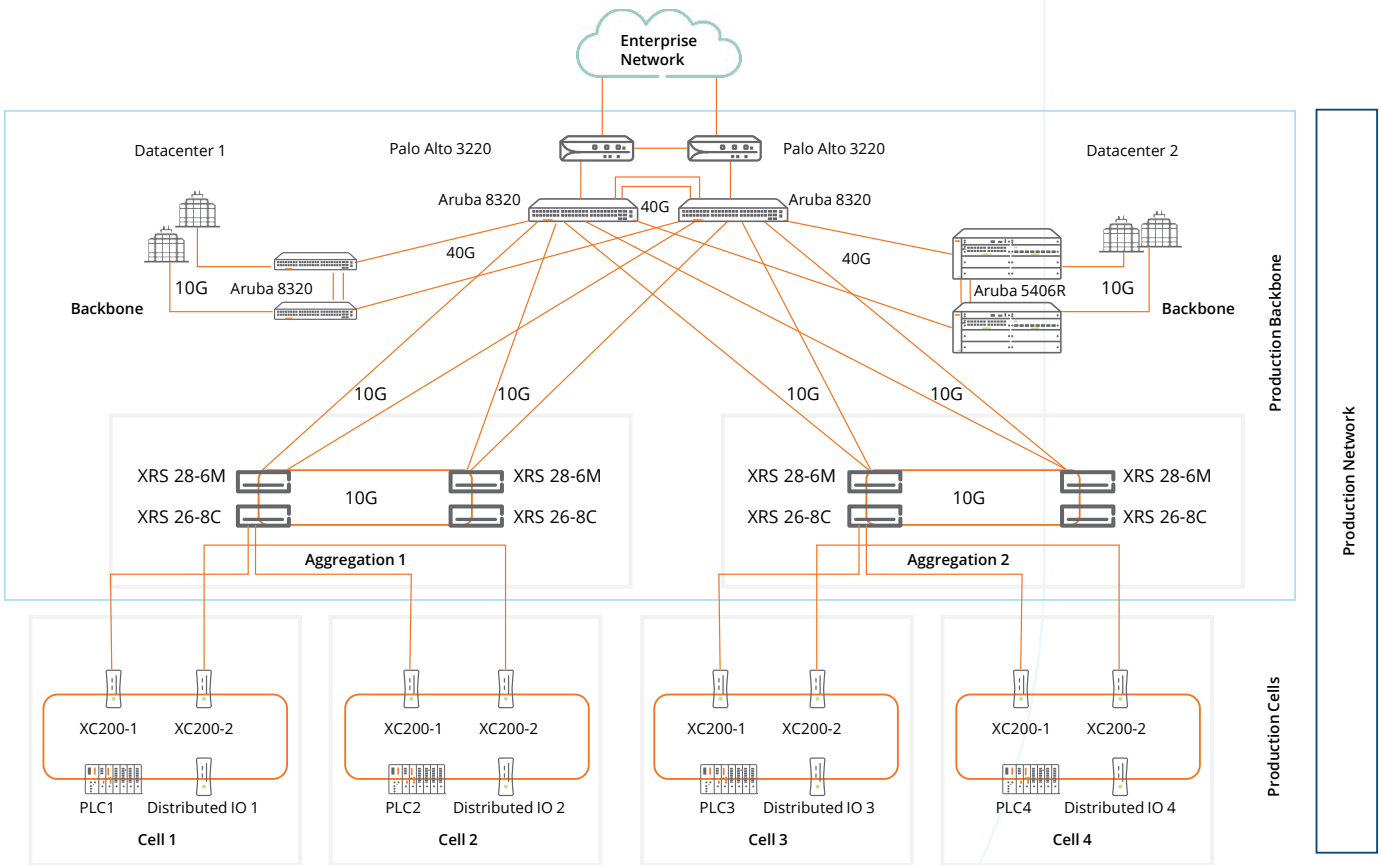 Enterprise
Network
Datacenter 1
Palo Alto 3220
Palo Alto 3220
Datacenter 2
Aruba 8320
40G
Aruba 8320
40G
40G
10G
Aruba 8320
Aruba 5406R
10G
Backbone
Backbone
Production Backbone
10G
10G
10G
10G
XRS 28-6M
XRS 28-6M
XRS 28-6M
XRS 28-6M
10G
10G
XRS 26-8C
XRS 26-8C
XRS 26-8C
XRS 26-8C
Aggregation 1
Aggregation 2
Production Network
XC200-1
XC200-2
XC200-1
XC200-2
XC200-1
XC200-2
XC200-1
XC200-2
Production Cells
PLC1
Distributed IO 1
PLC2
Distributed IO 2
PLC3
Distributed IO 3
PLC4
Distributed IO 4
Cell 1
Cell 2
Cell 3
Cell 4